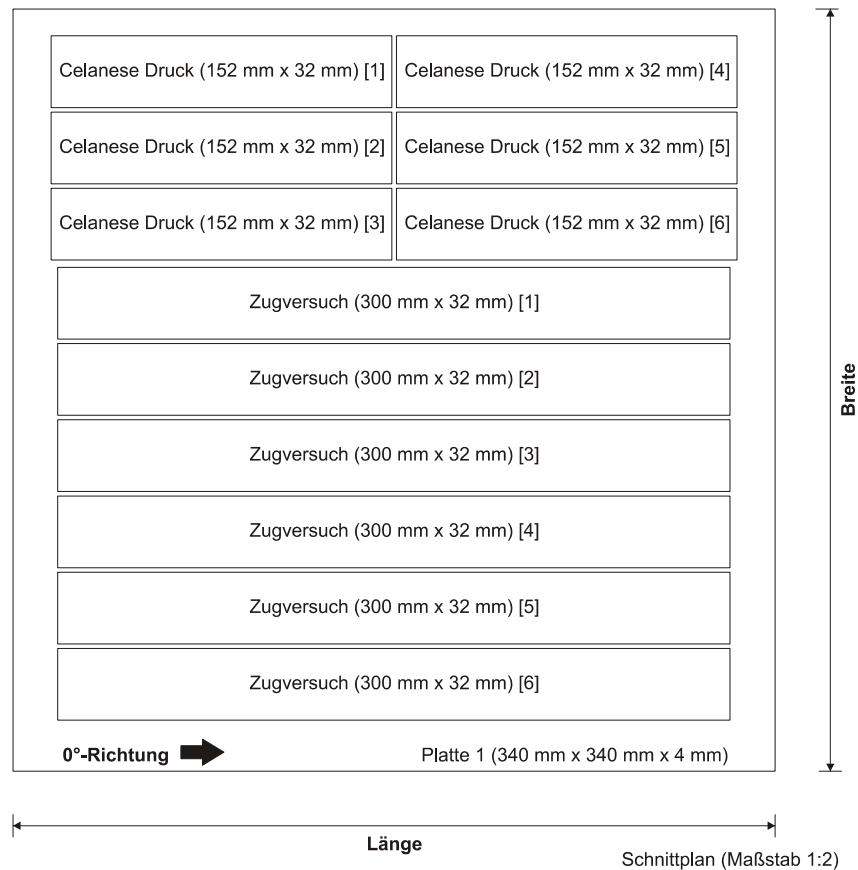 Celanese Druck (152 mm x 32 mm) [1]
Celanese Druck (152 mm x 32 mm) [4]
Celanese Druck (152 mm x 32 mm) [2]
Celanese Druck (152 mm x 32 mm) [5]
Celanese Druck (152 mm x 32 mm) [3]
Celanese Druck (152 mm x 32 mm) [6]
Zugversuch (300 mm x 32 mm) [1]
Zugversuch (300 mm x 32 mm) [2]
Zugversuch (300 mm x 32 mm) [3]
Zugversuch (300 mm x 32 mm) [4]
Zugversuch (300 mm x 32 mm) [5]
Zugversuch (300 mm x 32 mm) [6]
0°-Richtung
Platte 1 (340 mm x 340 mm x 4 mm)
Breite
Länge
Schnittplan (Maßstab 1:2)